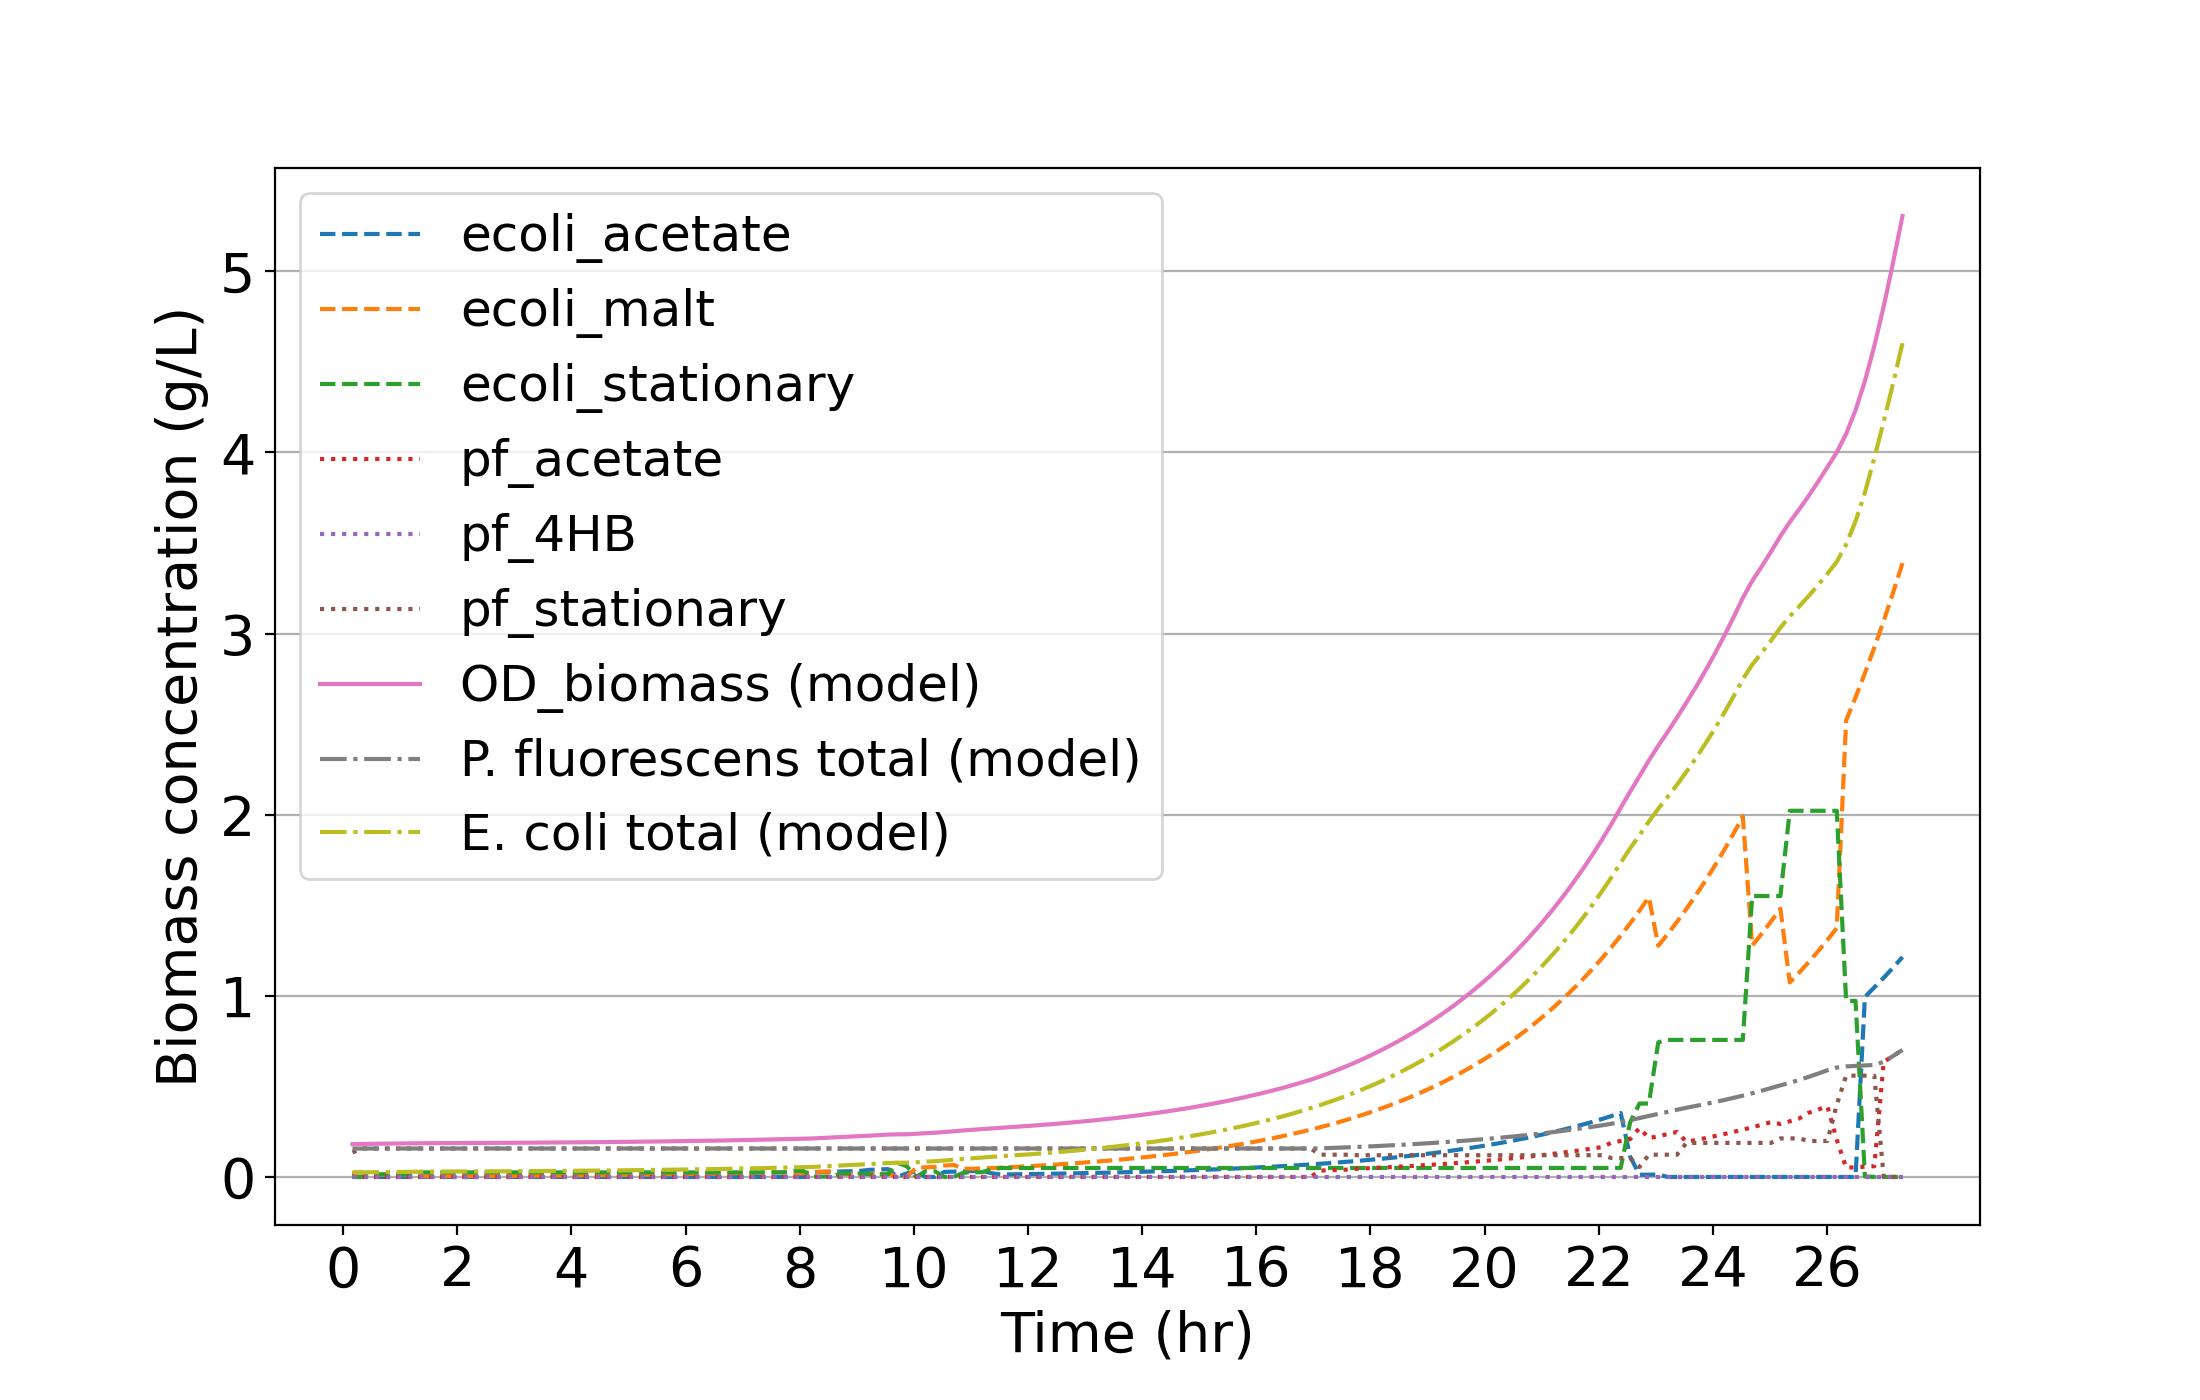 Biomass concentration (g/L)
5
4
3
2
1
0
ecoli_acetate
ecoli_malt
ecoli_stationary
pf_acetate
pf_4HB
pf_stationary
OD_biomass (model)
P. fluorescens total (model)
E. coli total (model)
0 2 4 6 8 10 12 14 16 18 20 22 24 26
Time (hr)